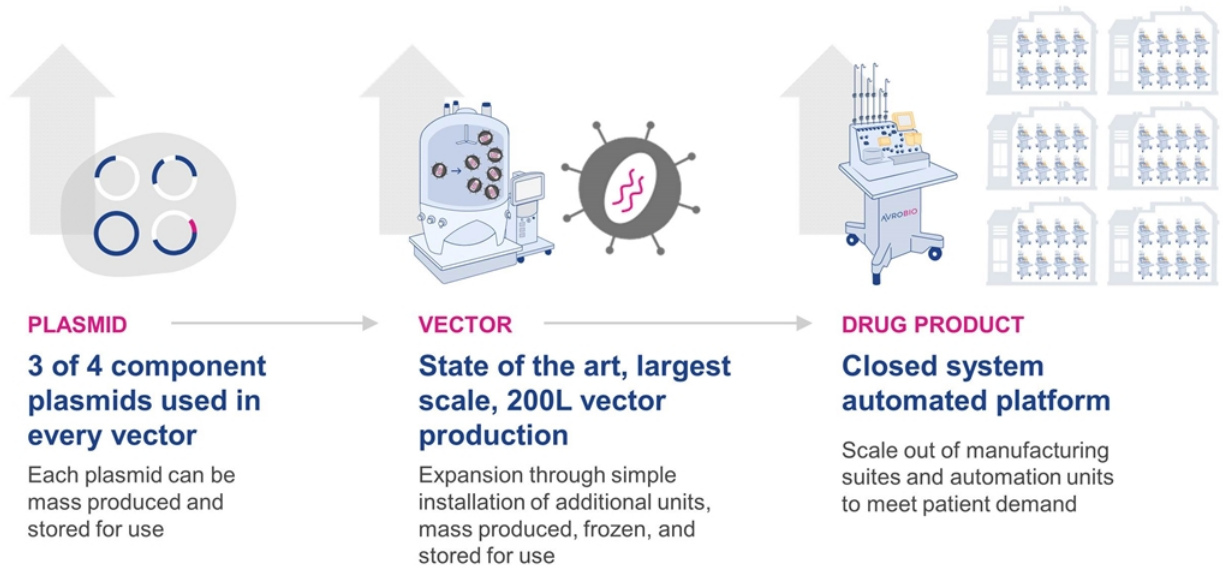 AVROBIO
PLASMID
3 of 4 component
plasmids used in
every vector
Each plasmid can be
mass produced and
stored for use
VECTOR
State of the art, largest
scale, 200L vector
production
Expansion through simple
installation of additional units,
mass produced, frozen, and
stored for use
DRUG PRODUCT
Closed system
automated platform
Scale out of manufacturing
suites and automation units
to meet patient demand